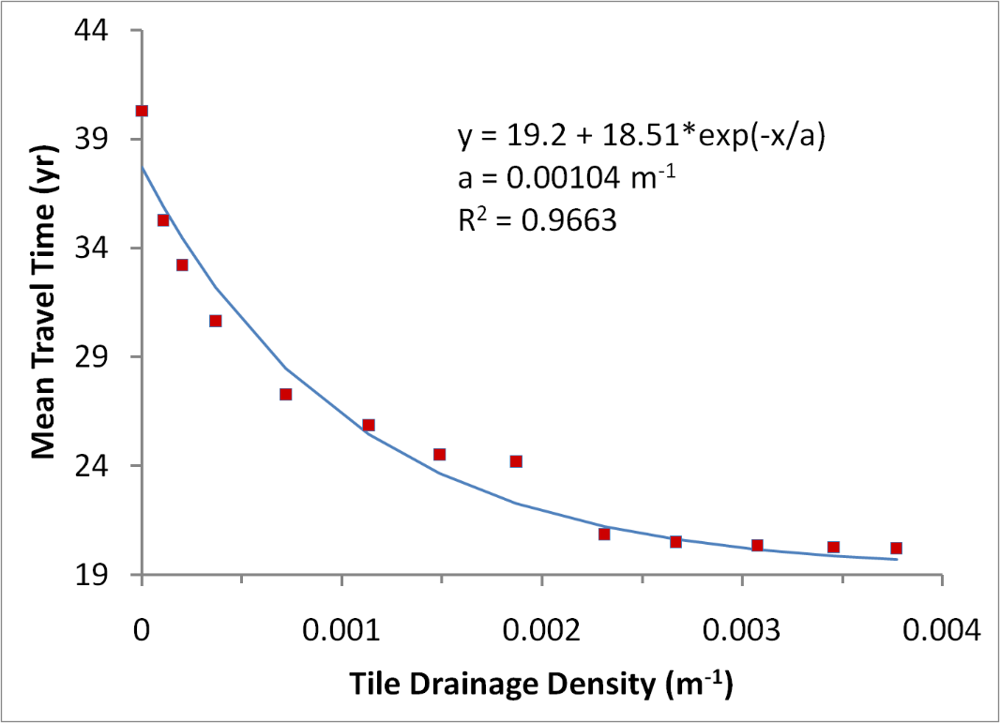 44
39
34
29
24
19
Mean Travel Time (yr)
y = 19.2 + 18.51*exp(-x/a)
a = 0.00104 m⁻¹
R² = 0.9663
0 0.001 0.002 0.003 0.004
Tile Drainage Density (m⁻¹)